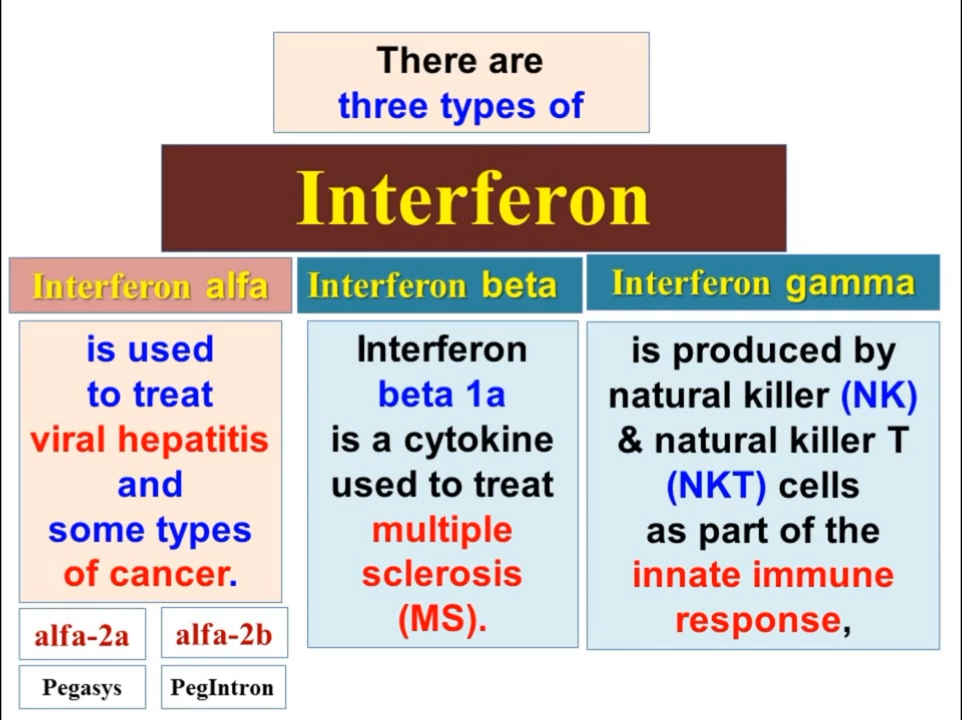 There are
three types of
Interferon
Interferon alfa
is used
to treat
viral hepatitis
and
some types
of cancer.
alfa-2a
alfa-2b
Pegasys
PegIntron
Interferon beta
Interferon
beta 1a
is a cytokine
used to treat
multiple
sclerosis
(MS).
Interferon gamma
is produced by
natural killer (NK)
& natural killer T
(NKT) cells
as part of the
innate immune
response,